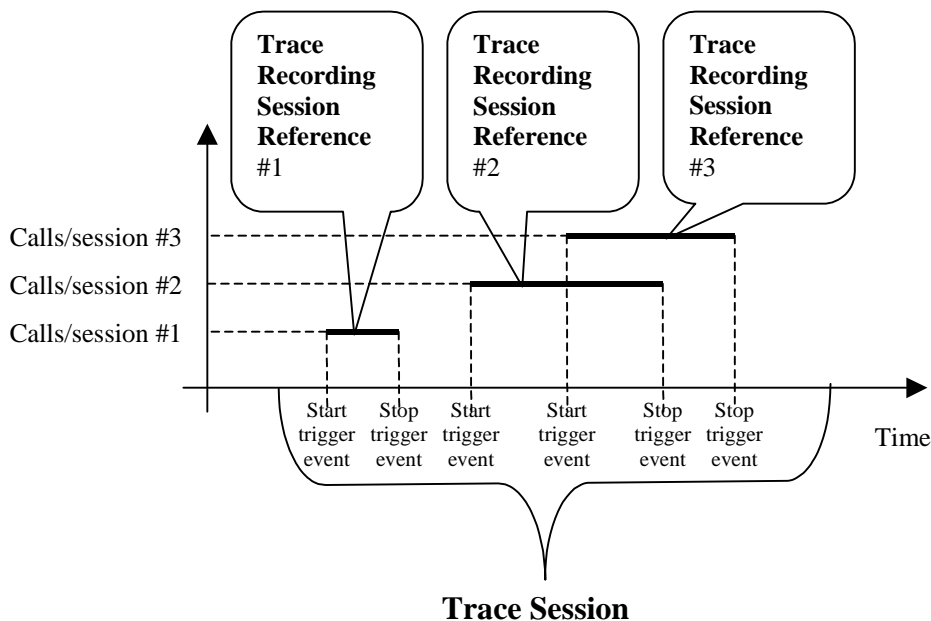 Trace
Recording
Session
Reference
#1
Trace
Recording
Session
Reference
#2
Trace
Recording
Session
Reference
#3
Calls/session #3
Calls/session #2
Calls/session #1
Start
trigger
event
Stop
trigger
event
Start
trigger
event
Start
trigger
event
Stop
trigger
event
Stop
trigger
event
Time
Trace Session